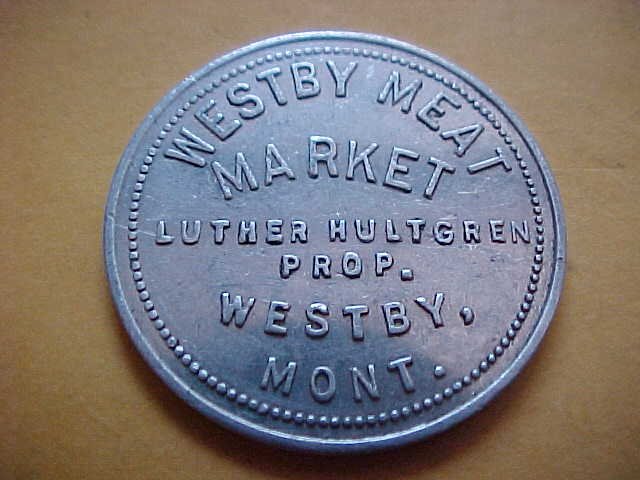 WESTBY MEAT
MARKET
LUTHER HULTGREN
PROP.
WESTBY,
MONT.